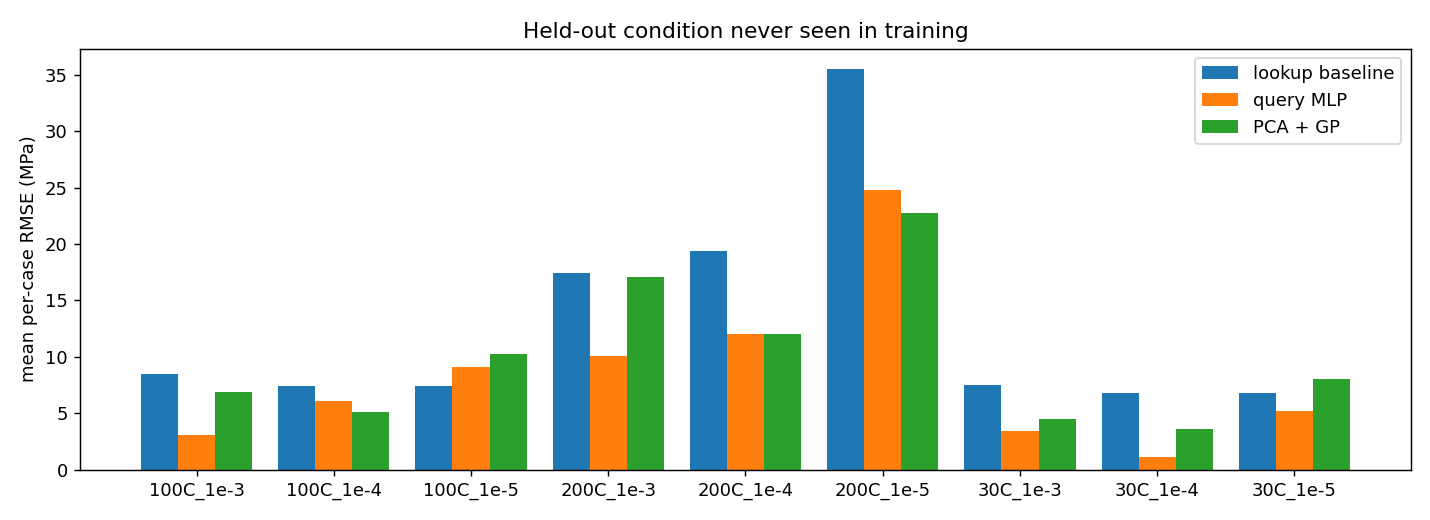 Held-out condition never seen in training
mean per-case RMSE (MPa)
35
30
25
20
15
10
5
0
lookup baseline
query MLP
PCA + GP
100C_1e-3 100C_1e-4 100C_1e-5 200C_1e-3 200C_1e-4 200C_1e-5 30C_1e-3 30C_1e-4 30C_1e-5